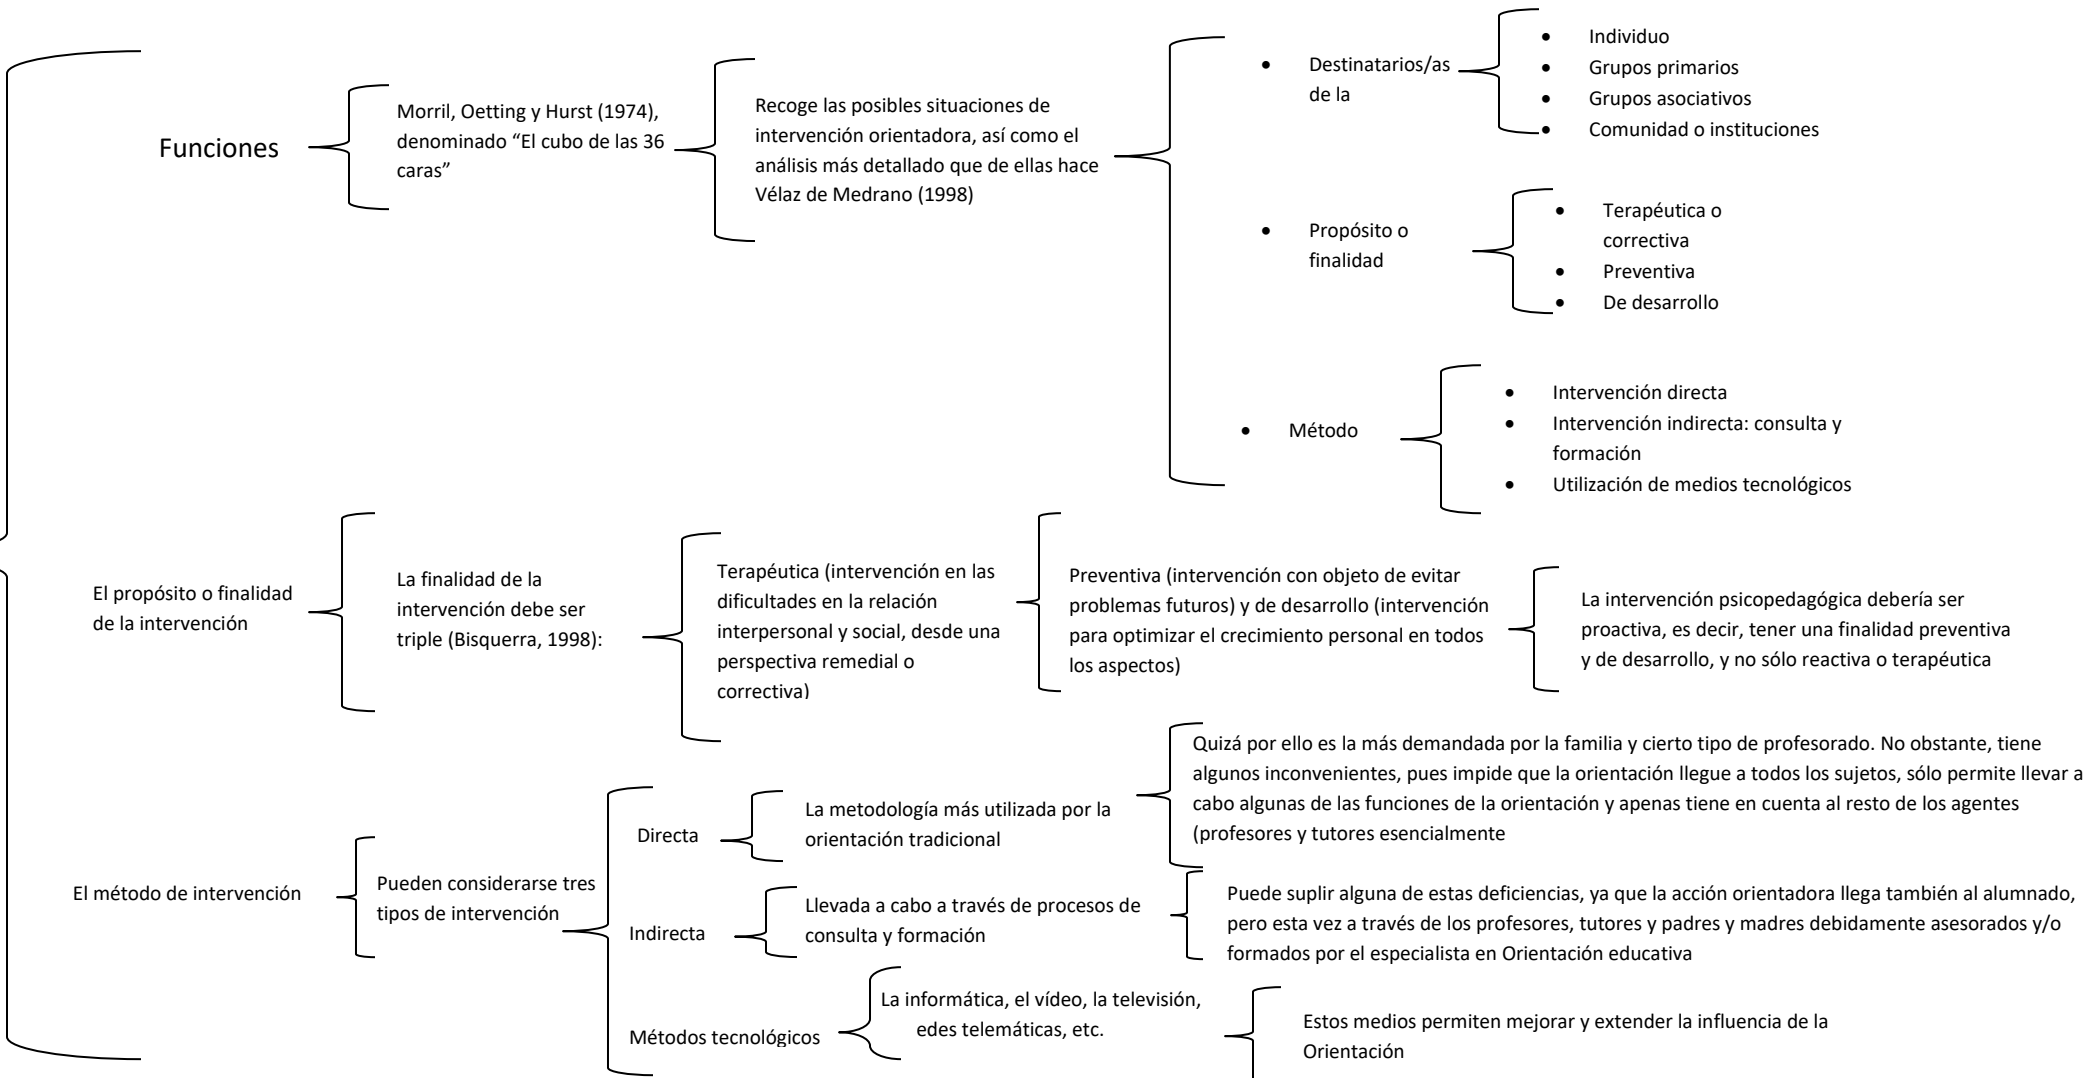 Funciones
Morril, Oetting y Hurst (1974),
denominado “El cubo de las 36
caras”
Recoge las posibles situaciones de
intervención orientadora, así como el
análisis más detallado que de ellas hace
Vélaz de Medrano (1998)
• Destinatarios/as
de la
• Individuo
• Grupos primarios
• Grupos asociativos
• Comunidad o instituciones
• Propósito o
finalidad
• Terapéutica o
correctiva
• Preventiva
• De desarrollo
• Método
• Intervención directa
• Intervención indirecta: consulta y
formación
• Utilización de medios tecnológicos
El propósito o finalidad
de la intervención
La finalidad de la
intervención debe ser
triple (Bisquerra, 1998):
Terapéutica (intervención en las
dificultades en la relación
interpersonal y social, desde una
perspectiva remedial o
correctiva)
Preventiva (intervención con objeto de evitar
problemas futuros) y de desarrollo (intervención
para optimizar el crecimiento personal en todos
los aspectos)
La intervención psicopedagógica debería ser
proactiva, es decir, tener una finalidad preventiva
y de desarrollo, y no sólo reactiva o terapéutica
El método de intervención
Pueden considerarse tres
tipos de intervención
Directa
La metodología más utilizada por la
orientación tradicional
Quizá por ello es la más demandada por la familia y cierto tipo de profesorado. No obstante, tiene
algunos inconvenientes, pues impide que la orientación llegue a todos los sujetos, sólo permite llevar a
cabo algunas de las funciones de la orientación y apenas tiene en cuenta al resto de los agentes
(profesores y tutores esencialmente
Indirecta
Llevada a cabo a través de procesos de
consulta y formación
Puede suplir alguna de estas deficiencias, ya que la acción orientadora llega también al alumnado,
pero esta vez a través de los profesores, tutores y padres y madres debidamente asesorados y/o
formados por el especialista en Orientación educativa
Métodos tecnológicos
La informática, el vídeo, la televisión,
edes telemáticas, etc.
Estos medios permiten mejorar y extender la influencia de la
Orientación